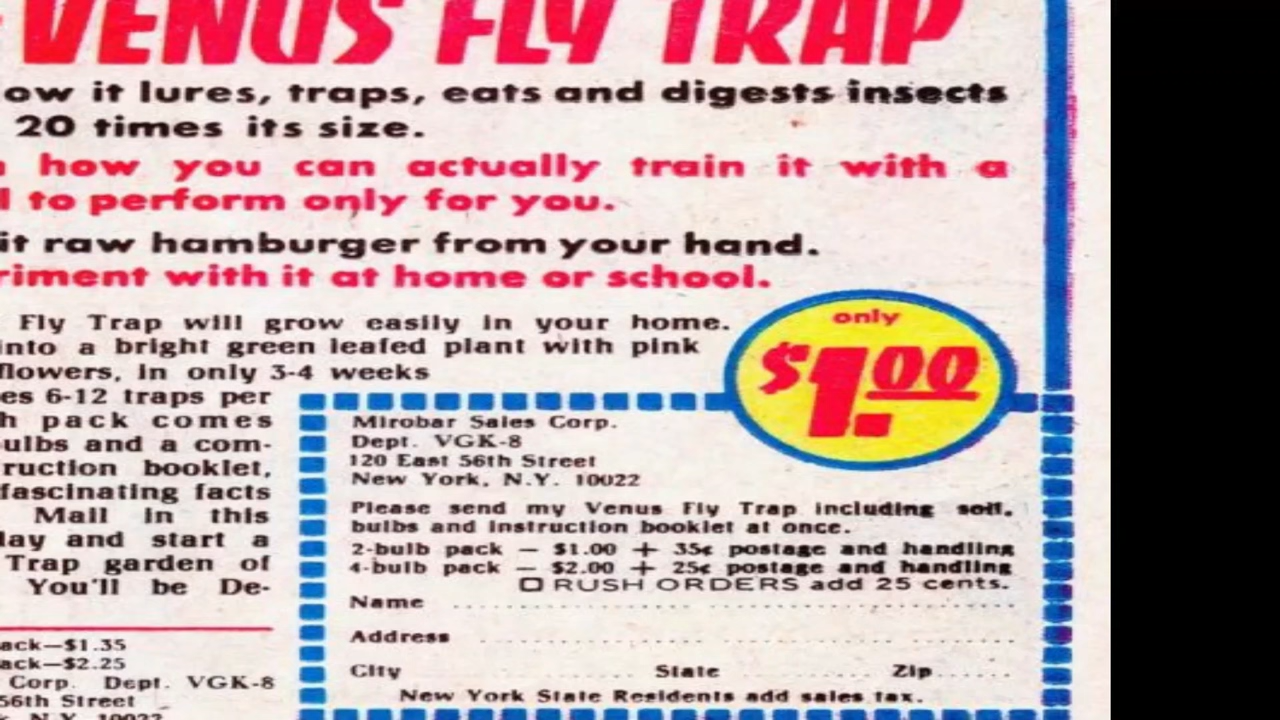 VENUS FLY TRAP
ow it lures, traps, eats and digests insects
20 times its size.
how you can actually train it with a
to perform only for you.
it raw hamburger from your hand.
riment with it at home or school.
Fly Trap will grow easily in your home.
into a bright green leafed plant with pink
flowers, in only 3-4 weeks
es 6-12 traps per
h pack comes
ulbs and a com-
ruction booklet,
fascinating facts
Mail in this
lay and start a
Trap garden of
You'll be De-
ack—$1.35
ack—$2.25
Corp. Dept. VGK-8
56th Street
N.Y. 10022
only
$1.00
Mirobar Sales Corp.
Dept. VGK-8
120 East 56th Street
New York, N.Y. 10022
Please send my Venus Fly Trap including soil,
bulbs and instruction booklet at once.
2-bulb pack — $1.00 + 35¢ postage and handling
4-bulb pack — $2.00 + 25¢ postage and handling
RUSH ORDERS add 25 cents.
Name
Address
City State Zip
New York State Residents add sales tax.